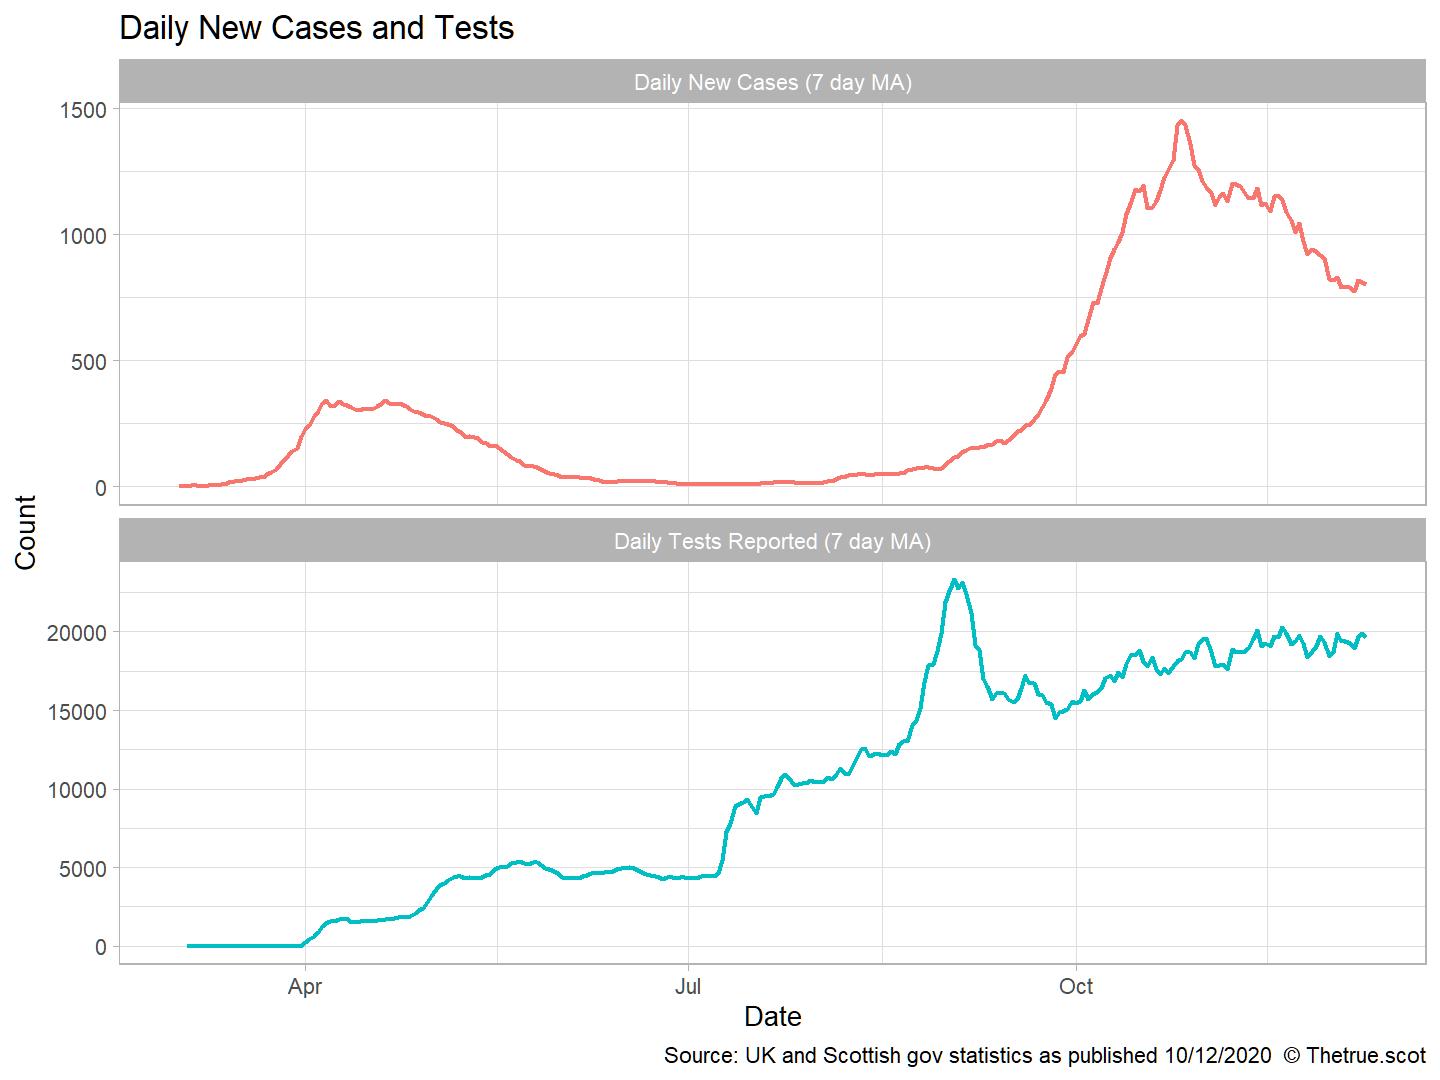 Daily New Cases and Tests
Daily New Cases (7 day MA)
1500
1000
500
0
Count
Daily Tests Reported (7 day MA)
20000
15000
10000
5000
0
Apr Jul Oct
Date
Source: UK and Scottish gov statistics as published 10/12/2020 © Thetrue.scot